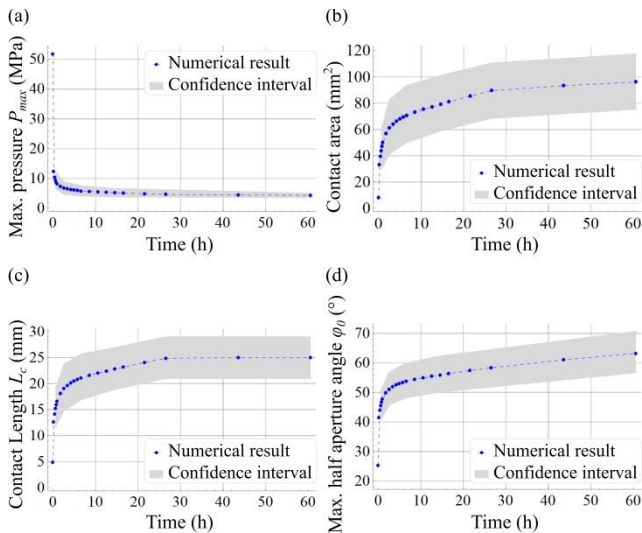 (a)
50
40
30
20
10
0
Max. pressure Pmax (MPa)
Numerical result
Confidence interval
0 10 20 30 40 50 60
Time (h)
(b)
120
100
80
60
40
20
0
Contact area (mm²)
Numerical result
Confidence interval
0 10 20 30 40 50 60
Time (h)
(c)
30
25
20
15
10
5
0
Contact Length Lc (mm)
Numerical result
Confidence interval
0 10 20 30 40 50 60
Time (h)
(d)
70
60
50
40
30
20
Max. half aperture angle φ0 (°)
Numerical result
Confidence interval
0 10 20 30 40 50 60
Time (h)